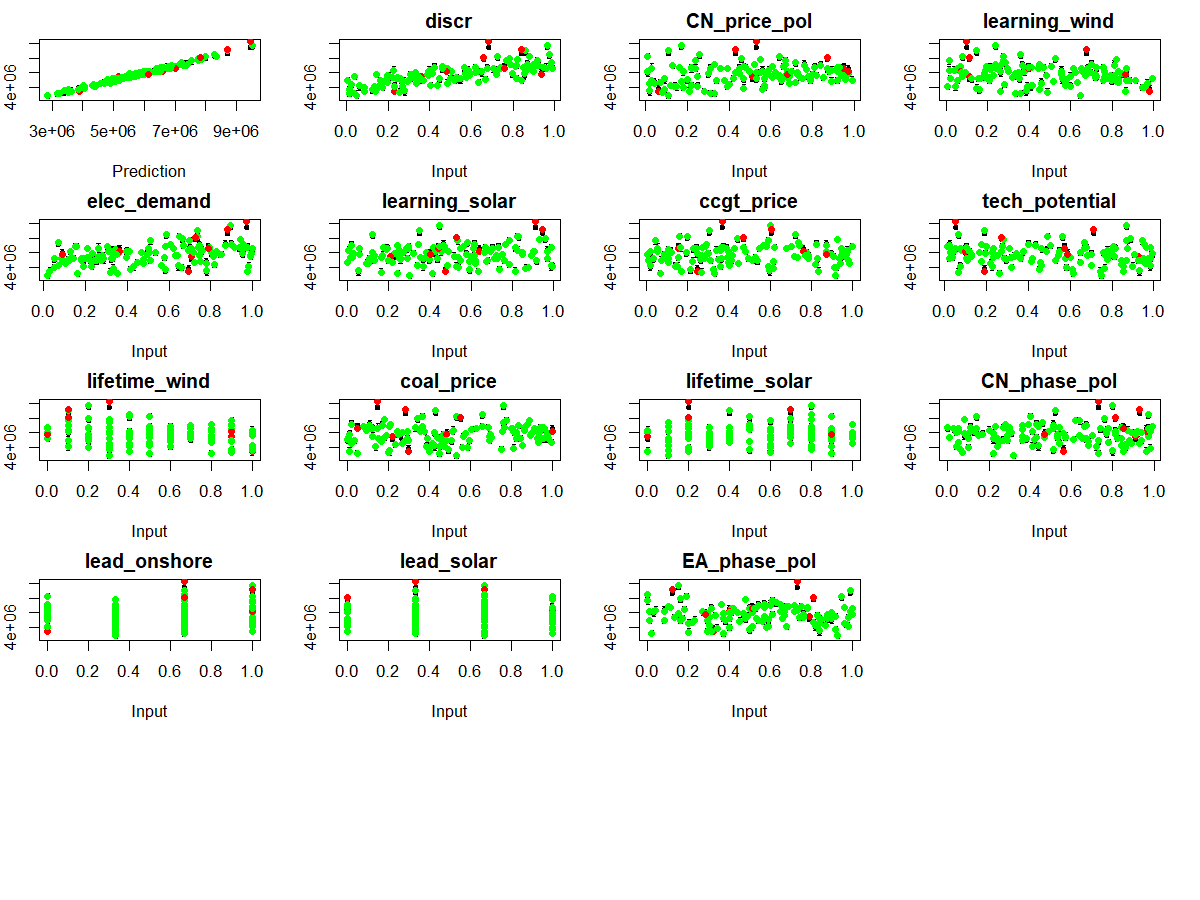 discr CN_price_pol learning_wind
4e+06 4e+06 4e+06 4e+06
3e+06 5e+06 7e+06 9e+06 0.0 0.2 0.4 0.6 0.8 1.0 0.0 0.2 0.4 0.6 0.8 1.0 0.0 0.2 0.4 0.6 0.8 1.0
Prediction Input Input Input
elec_demand learning_solar ccgt_price tech_potential
4e+06 4e+06 4e+06 4e+06
0.0 0.2 0.4 0.6 0.8 1.0 0.0 0.2 0.4 0.6 0.8 1.0 0.0 0.2 0.4 0.6 0.8 1.0 0.0 0.2 0.4 0.6 0.8 1.0
Input Input Input Input
lifetime_wind coal_price lifetime_solar CN_phase_pol
4e+06 4e+06 4e+06 4e+06
0.0 0.2 0.4 0.6 0.8 1.0 0.0 0.2 0.4 0.6 0.8 1.0 0.0 0.2 0.4 0.6 0.8 1.0 0.0 0.2 0.4 0.6 0.8 1.0
Input Input Input Input
lead_onshore lead_solar EA_phase_pol
4e+06 4e+06 4e+06
0.0 0.2 0.4 0.6 0.8 1.0 0.0 0.2 0.4 0.6 0.8 1.0 0.0 0.2 0.4 0.6 0.8 1.0
Input Input Input